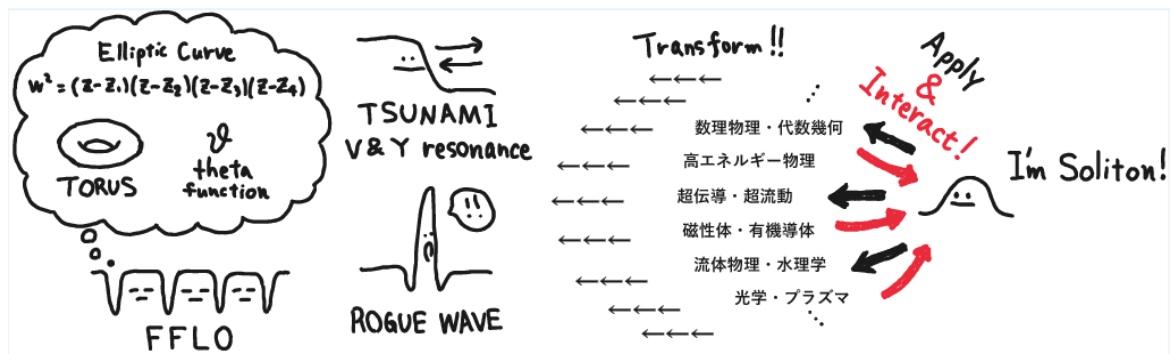 Elliptic Curve
w² = (z-z₁)(z-z₂)(z-z₃)(z-z₄)
TORUS
ϑ
theta
function
FFLO
TSUNAMI
V & Y resonance
!!
ROGUE WAVE
Transform!!
←←←
←←←
←←←
←←←
←←←
←←←
←←←
←←←
←←←
数理物理・代数幾何
高エネルギー物理
超伝導・超流動
磁性体・有機導体
流体物理・水理学
光学・プラズマ
Apply
&
Interact!
I'm Soliton!